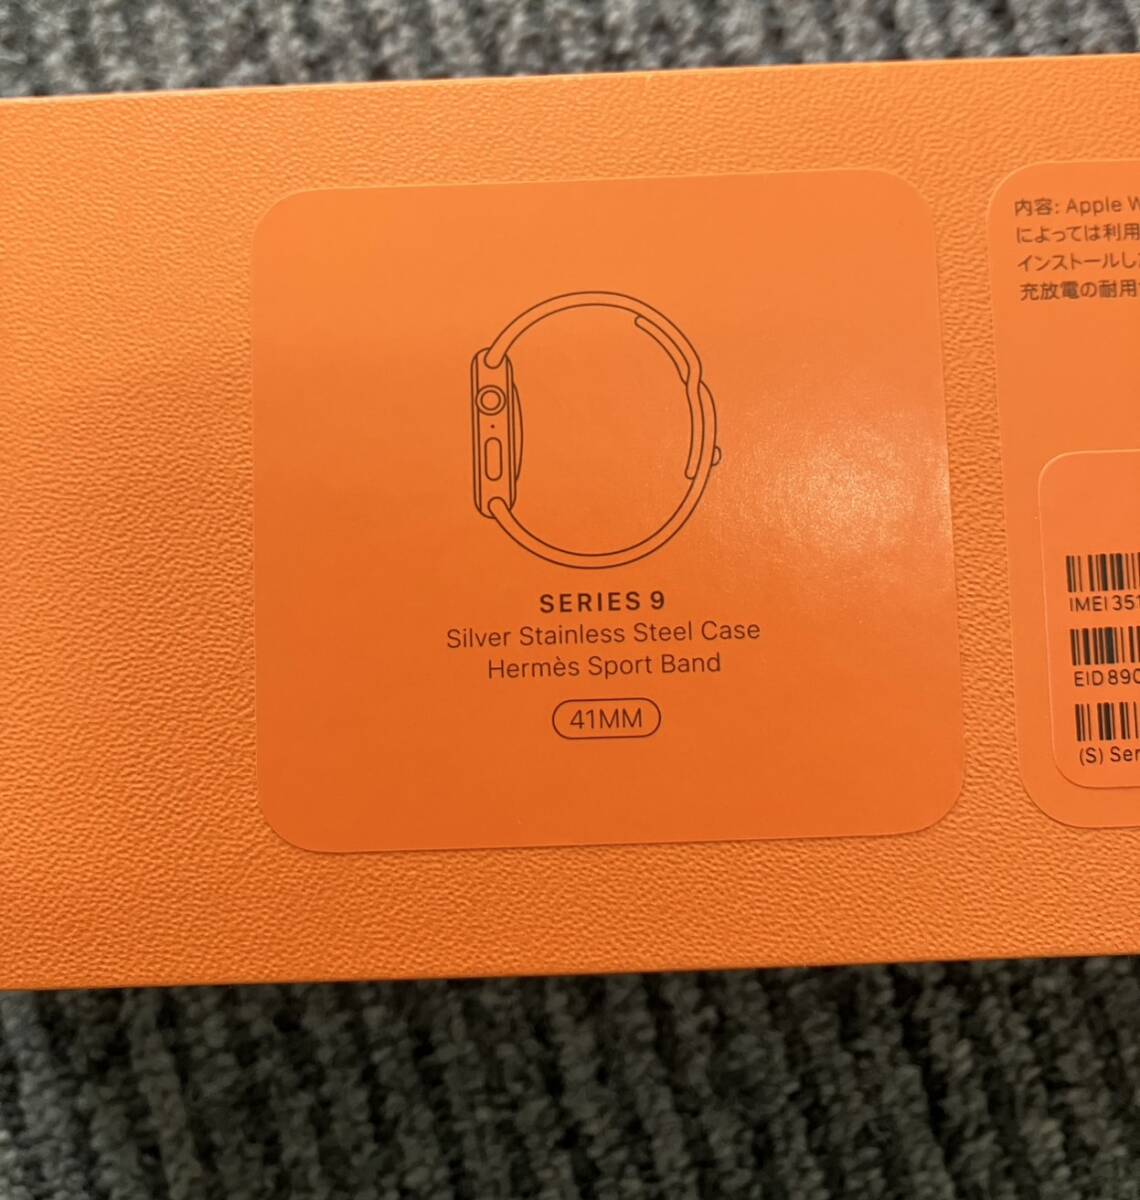 SERIES 9
Silver Stainless Steel Case
Hermès Sport Band
41MM
内容: Apple W
によっては利用
インストールし
充放電の耐用
IMEI 351
EID 890
(S) Ser